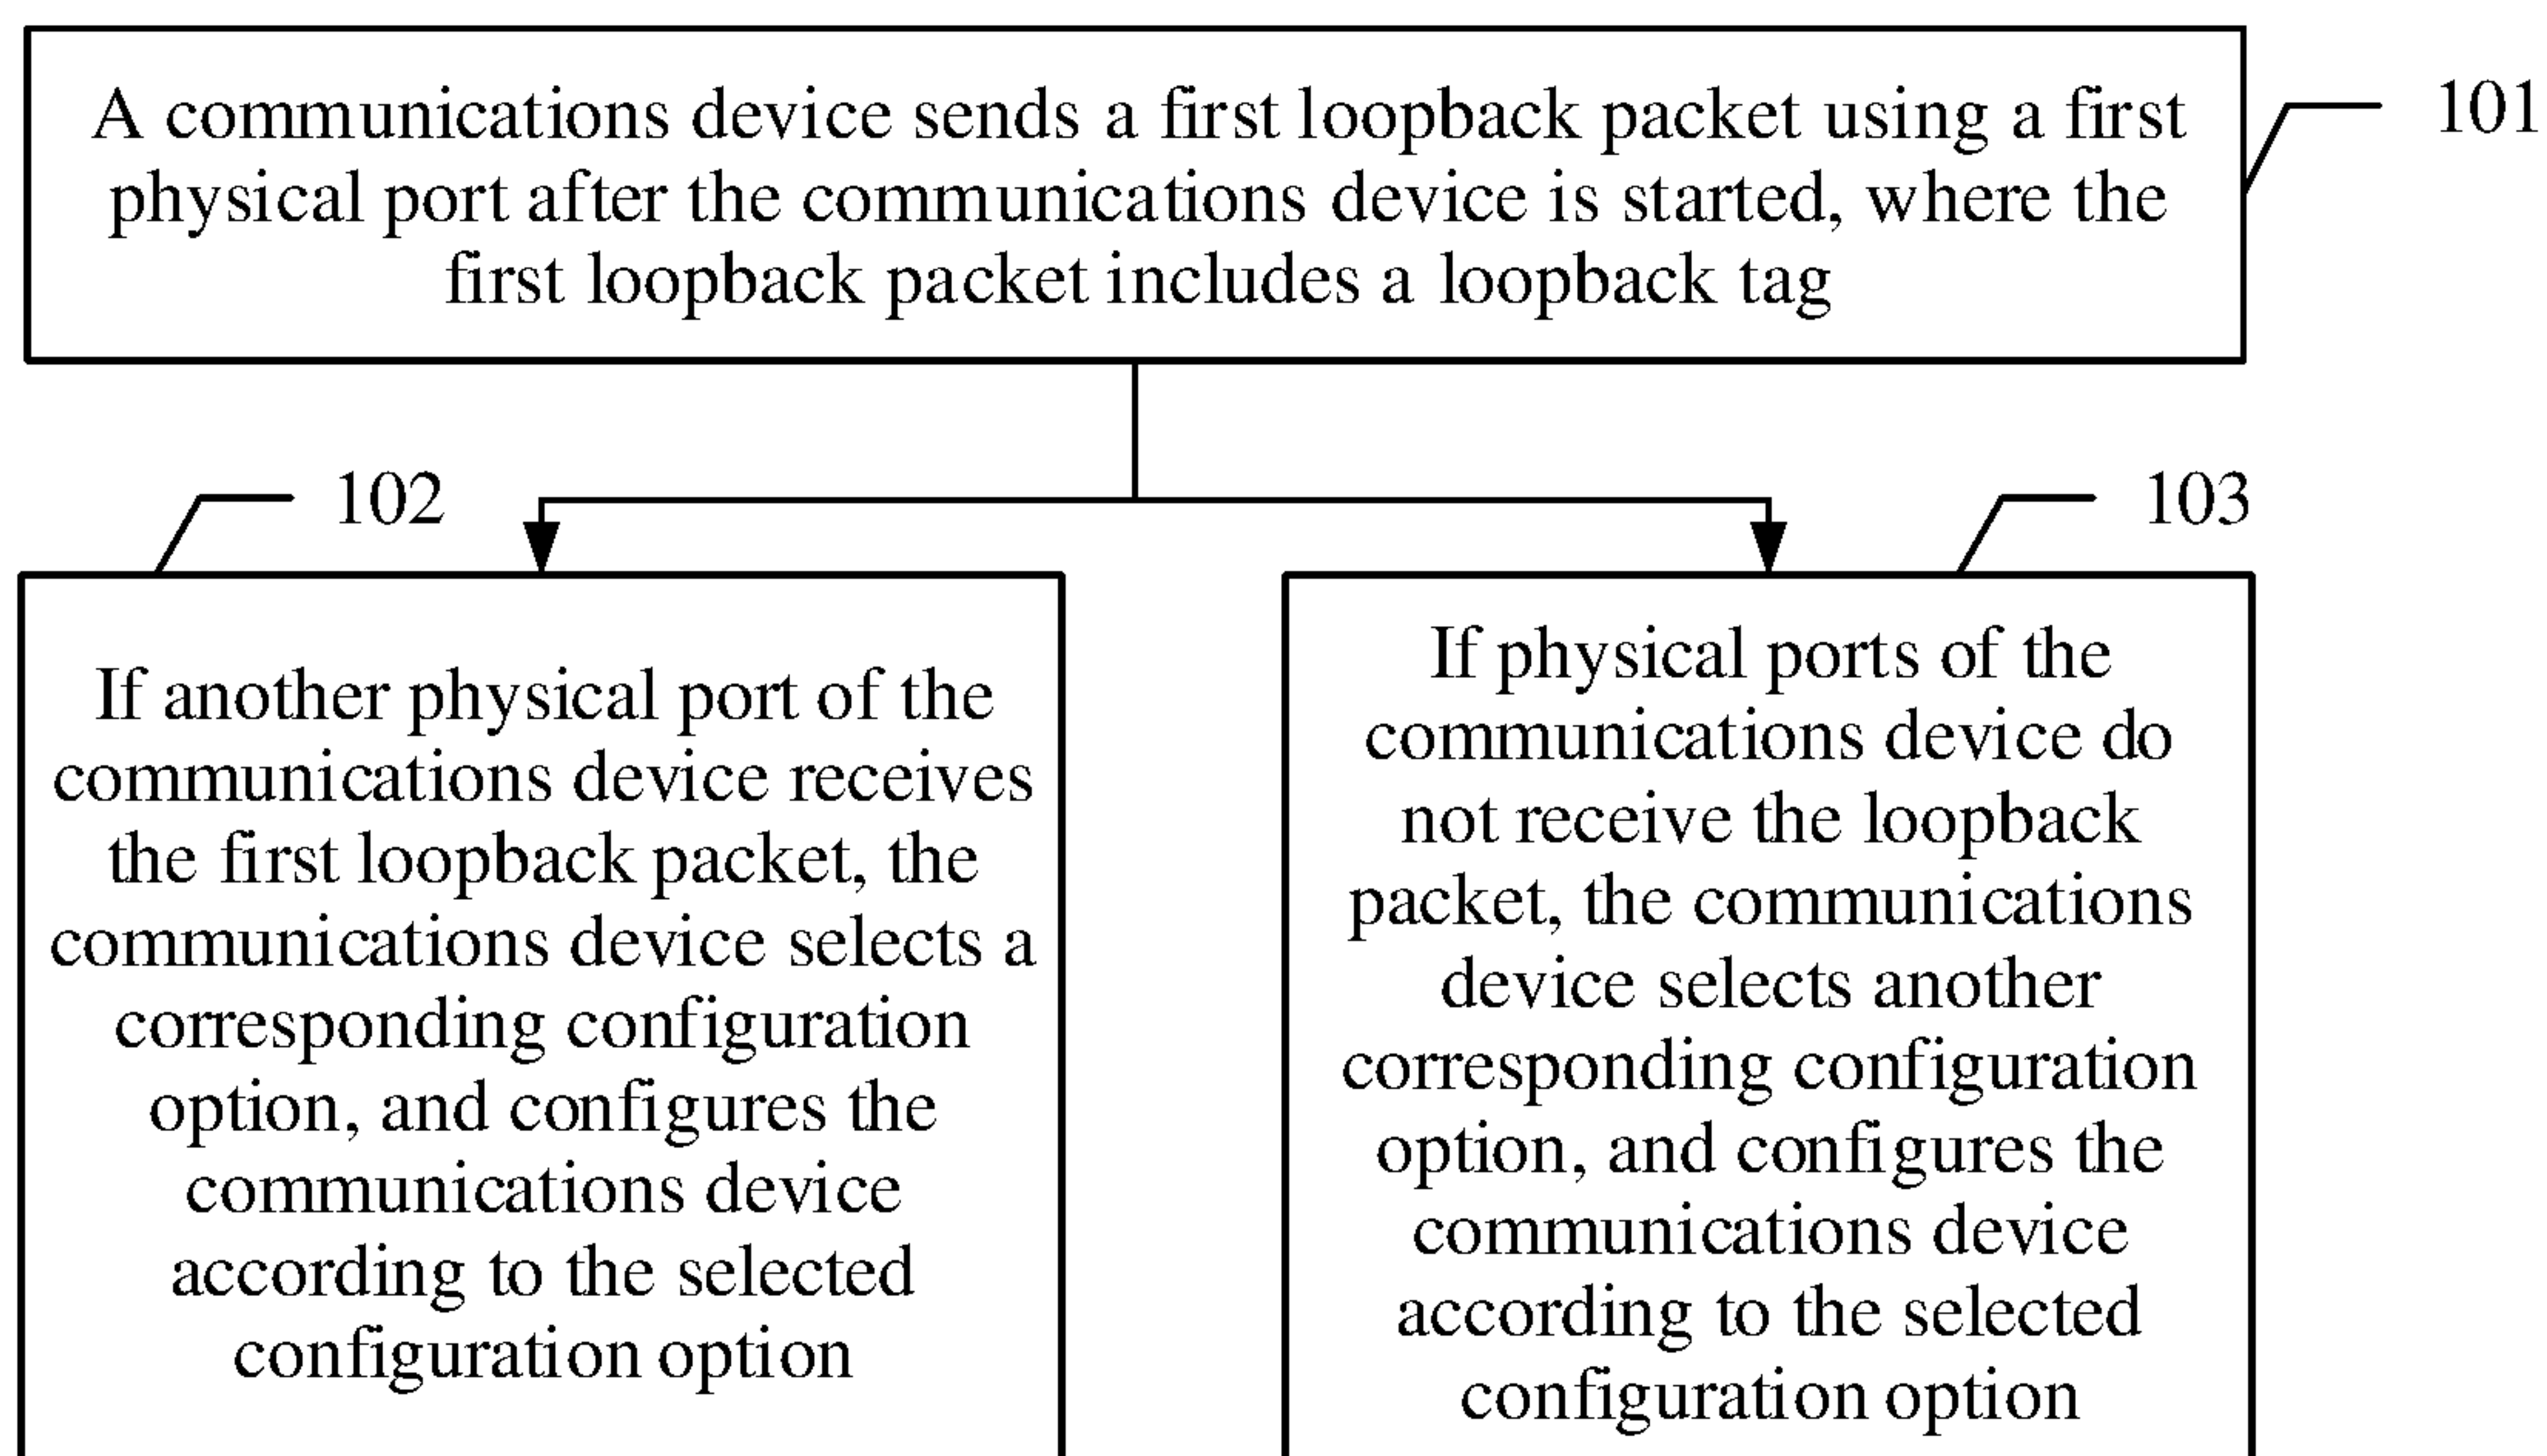 A communications device sends a first loopback packet using a first
physical port after the communications device is started, where the
first loopback packet includes a loopback tag
101
102
If another physical port of the
communications device receives
the first loopback packet, the
communications device selects a
corresponding configuration
option, and configures the
communications device
according to the selected
configuration option
103
If physical ports of the
communications device do
not receive the loopback
packet, the communications
device selects another
corresponding configuration
option, and configures the
communications device
according to the selected
configuration option